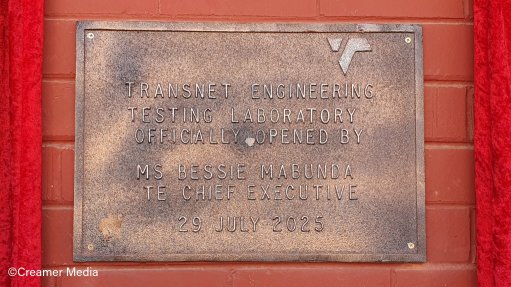 TRANSNET ENGINEERING
TESTING LABORATORY
OFFICIALLY OPENED BY
MS BESSIE MABUNDA
TE CHIEF EXECUTIVE
29 JULY 2025
©Creamer Media